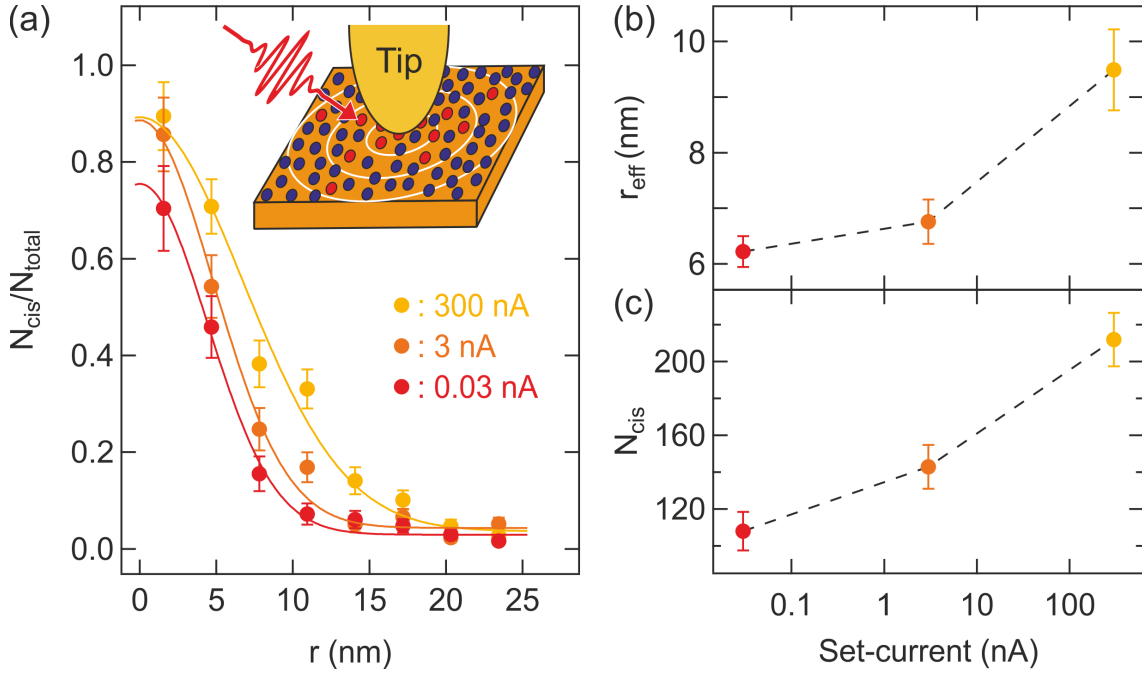 (a)
Tip
N_cis/N_total
1.0
0.8
0.6
0.4
0.2
0.0
: 300 nA
: 3 nA
: 0.03 nA
0 5 10 15 20 25
r (nm)
(b)
r_eff (nm)
10
8
6
(c)
N_cis
200
160
120
0.1 1 10 100
Set-current (nA)